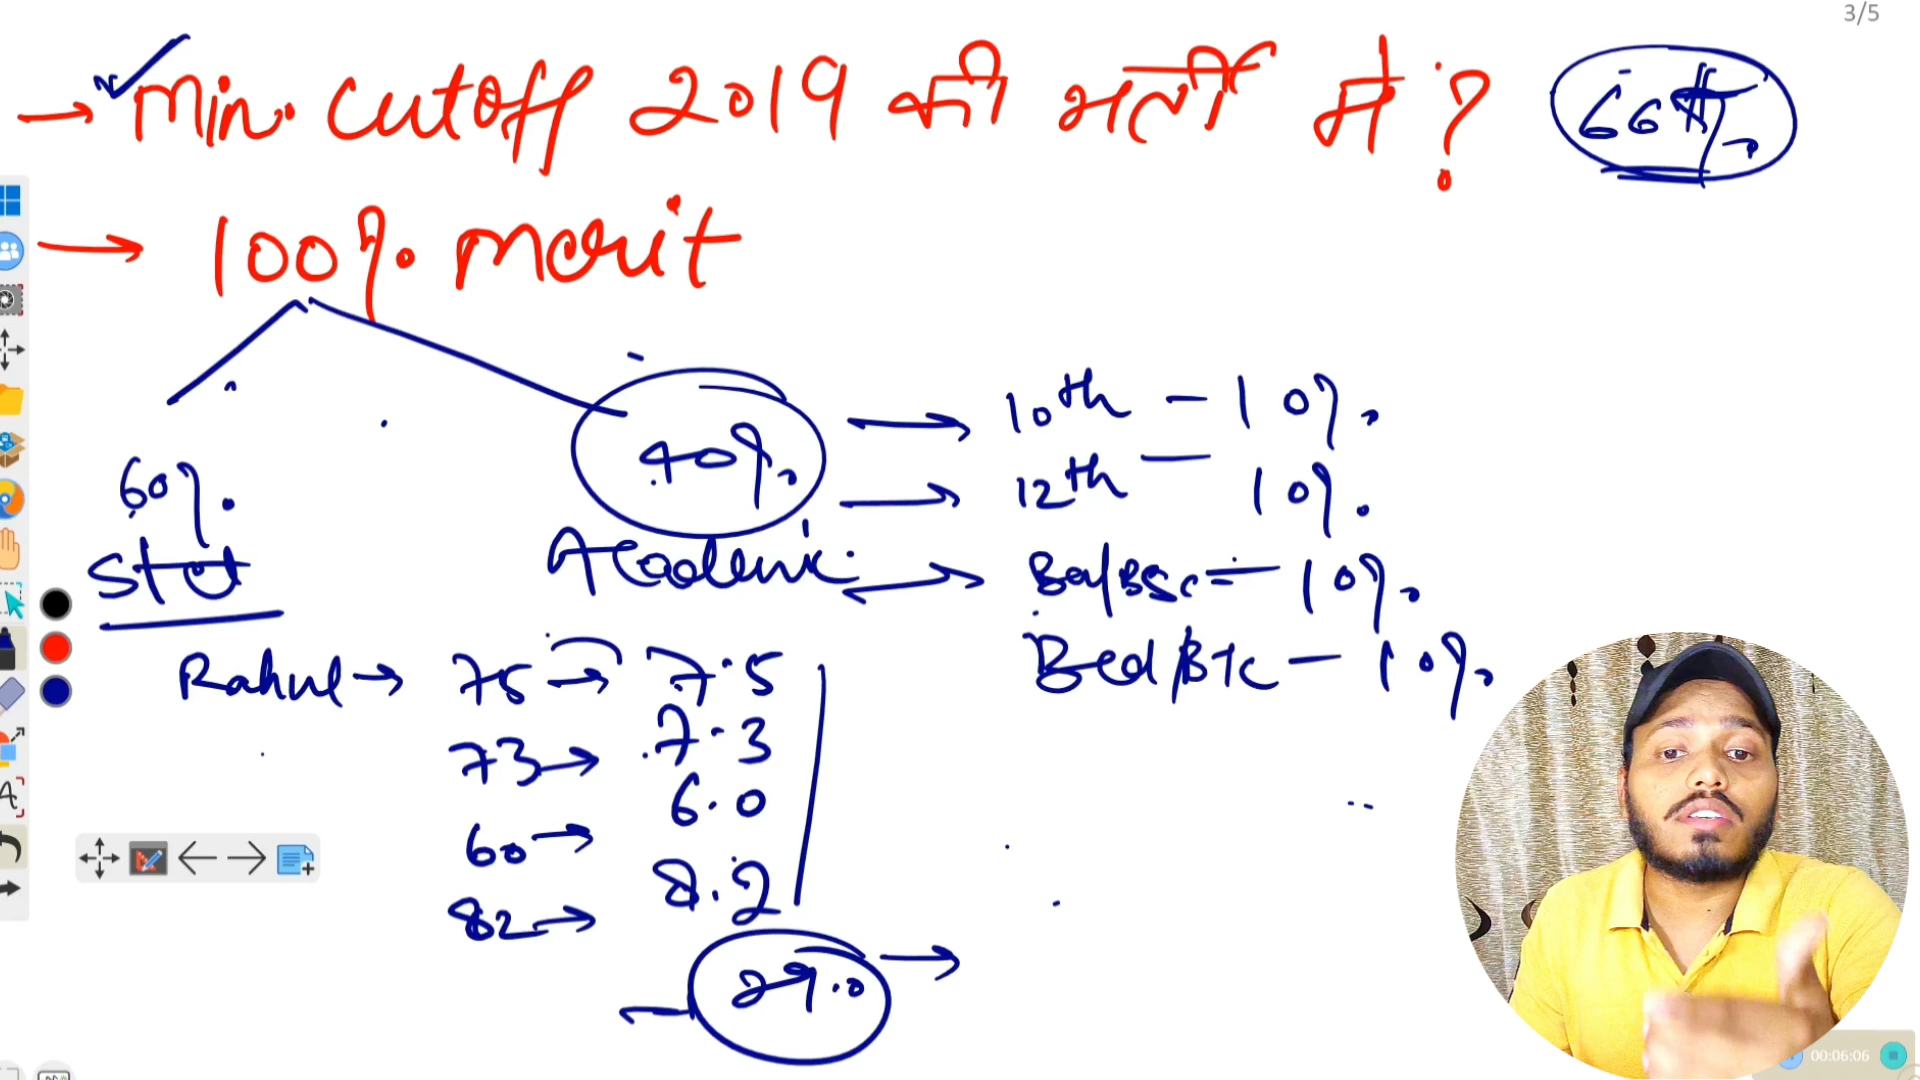 3/5
→ Min. cutoff 2019 की भर्ती में ?
→ 100% merit
60%
Stet
40%
Academic
→ 10th - 10%
→ 12th - 10%
→ Ba/BSc = 10%
Bed/BTC - 10%
Rahul → 75 → 7.5
73 → 7.3
60 → 6.0
82 → 8.2
29.0 →
00:06:06